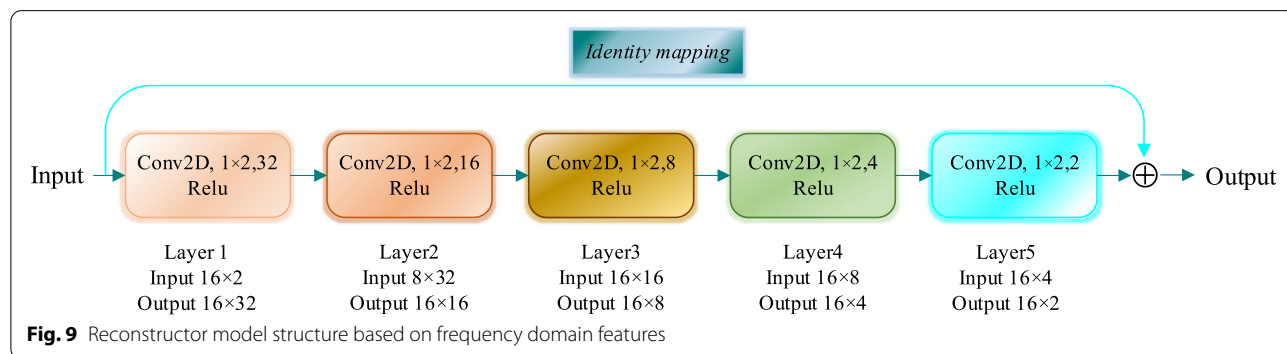 Identity mapping
Input
Conv2D, 1×2,32
Relu
Conv2D, 1×2,16
Relu
Conv2D, 1×2,8
Relu
Conv2D, 1×2,4
Relu
Conv2D, 1×2,2
Relu
Output
Layer 1
Input 16×2
Output 16×32
Layer2
Input 8×32
Output 16×16
Layer3
Input 16×16
Output 16×8
Layer4
Input 16×8
Output 16×4
Layer5
Input 16×4
Output 16×2
Fig. 9 Reconstructor model structure based on frequency domain features